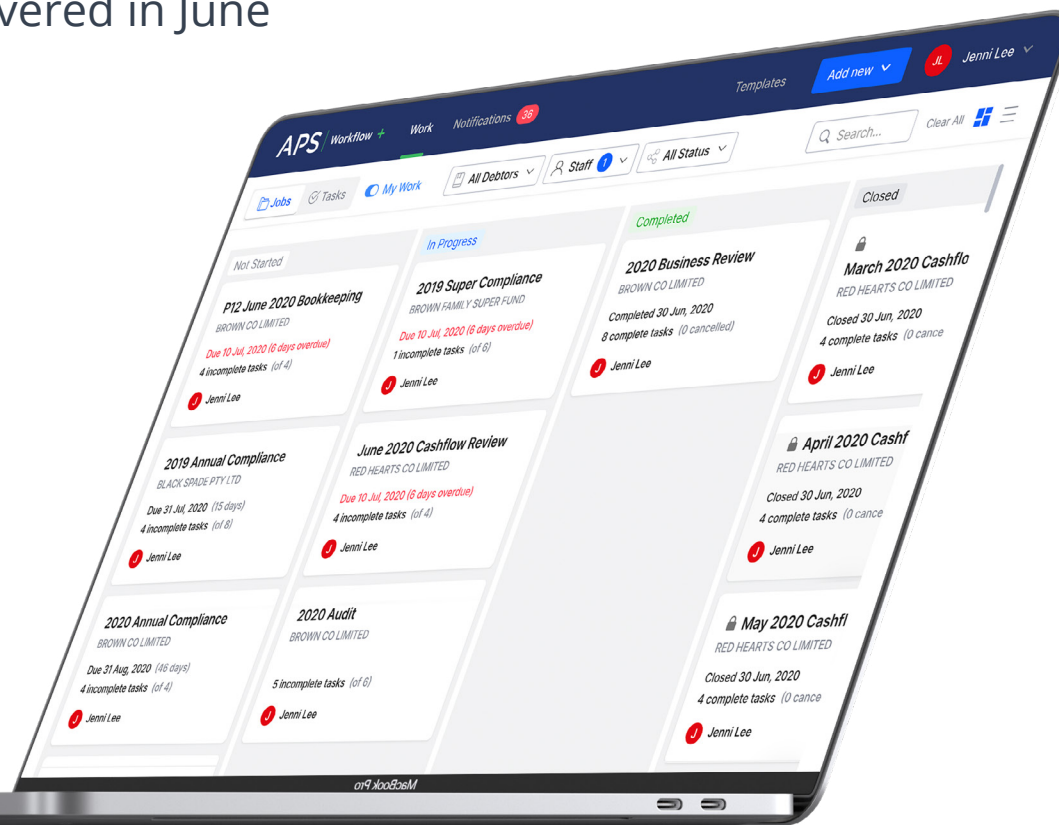 vered in June
APS Workflow +
Work
Notifications 38
Templates
Add new
JL
Jenni Lee
Jobs
Tasks
My Work
All Debtors
Staff 1
All Status
Search...
Clear All
Not Started
P12 June 2020 Bookkeeping
BROWN CO LIMITED
Due 10 Jul, 2020 (6 days overdue)
4 incomplete tasks (of 4)
J Jenni Lee
2019 Annual Compliance
BLACK SPADE PTY LTD
Due 31 Jul, 2020 (15 days)
4 incomplete tasks (of 8)
J Jenni Lee
2020 Annual Compliance
BROWN CO LIMITED
Due 31 Aug, 2020 (46 days)
4 incomplete tasks (of 4)
J Jenni Lee
In Progress
2019 Super Compliance
BROWN FAMILY SUPER FUND
Due 10 Jul, 2020 (6 days overdue)
1 incomplete tasks (of 6)
J Jenni Lee
June 2020 Cashflow Review
RED HEARTS CO LIMITED
Due 10 Jul, 2020 (6 days overdue)
4 incomplete tasks (of 4)
J Jenni Lee
2020 Audit
BROWN CO LIMITED
5 incomplete tasks (of 6)
J Jenni Lee
Completed
2020 Business Review
BROWN CO LIMITED
Completed 30 Jun, 2020
8 complete tasks (0 cancelled)
J Jenni Lee
Closed
March 2020 Cashflo
RED HEARTS CO LIMITED
Closed 30 Jun, 2020
4 complete tasks (0 cance
J Jenni Lee
April 2020 Cashf
RED HEARTS CO LIMITED
Closed 30 Jun, 2020
4 complete tasks (0 cance
J Jenni Lee
May 2020 Cashfl
RED HEARTS CO LIMITED
Closed 30 Jun, 2020
4 complete tasks (0 cance
J Jenni Lee
MacBook Pro